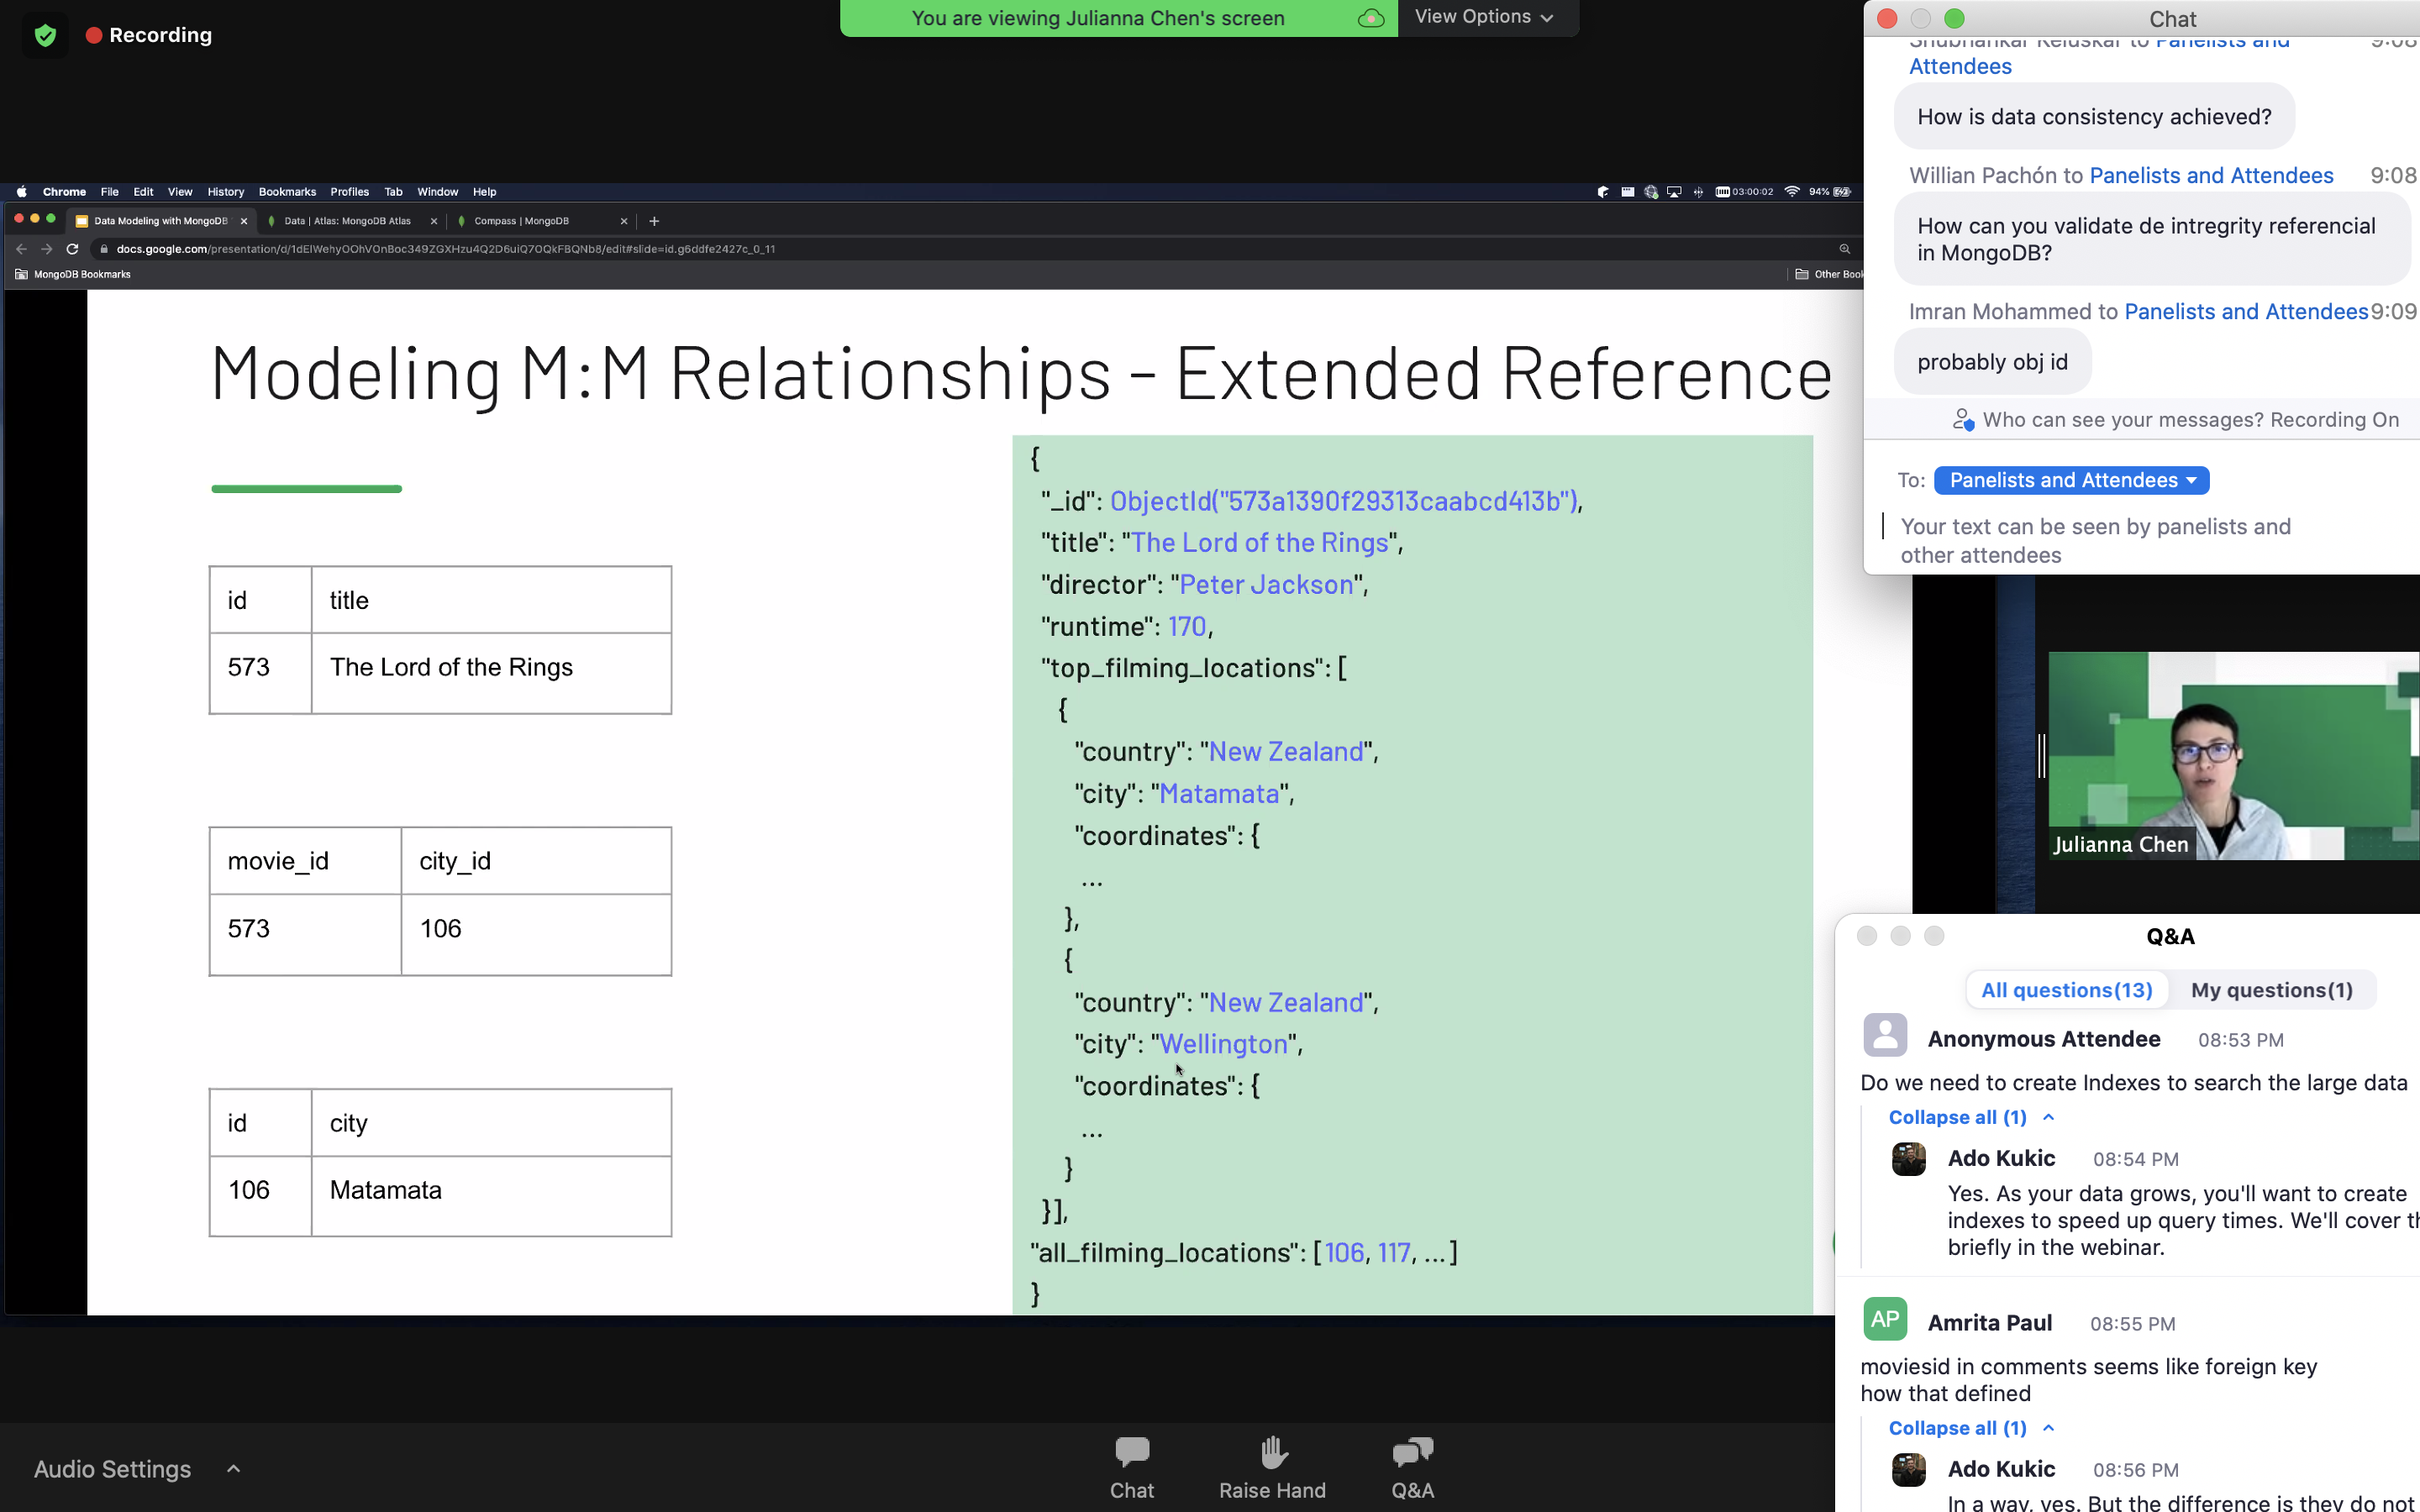 Recording
You are viewing Julianna Chen's screen
View Options
Chrome File Edit View History Bookmarks Profiles Tab Window Help
03:00:02 94%
Data Modeling with MongoDB
Data | Atlas: MongoDB Atlas
Compass | MongoDB
docs.google.com/presentation/d/1dElWehyOOhVOnBoc349ZGXHzu4Q2D6uiQ7OQkFBQNb8/edit#slide=id.g6ddfe2427c_0_11
MongoDB Bookmarks
Other Book
Modeling M:M Relationships - Extended Reference
id title
573 The Lord of the Rings
movie_id city_id
573 106
id city
106 Matamata
{
"_id": ObjectId("573a1390f29313caabcd413b"),
"title": "The Lord of the Rings",
"director": "Peter Jackson",
"runtime": 170,
"top_filming_locations": [
{
"country": "New Zealand",
"city": "Matamata",
"coordinates": {
...
},
{
"country": "New Zealand",
"city": "Wellington",
"coordinates": {
...
}
}],
"all_filming_locations": [106, 117, ...]
}
Chat
Shubhankar Keluskar to Panelists and 9:08
Attendees
How is data consistency achieved?
Willian Pachón to Panelists and Attendees 9:08
How can you validate de intregrity referencial
in MongoDB?
Imran Mohammed to Panelists and Attendees 9:09
probably obj id
Who can see your messages? Recording On
To: Panelists and Attendees
Your text can be seen by panelists and
other attendees
Julianna Chen
Q&A
All questions(13) My questions(1)
Anonymous Attendee 08:53 PM
Do we need to create Indexes to search the large data
Collapse all (1)
Ado Kukic 08:54 PM
Yes. As your data grows, you'll want to create
indexes to speed up query times. We'll cover th
briefly in the webinar.
AP
Amrita Paul 08:55 PM
moviesid in comments seems like foreign key
how that defined
Collapse all (1)
Ado Kukic 08:56 PM
In a way, yes. But the difference is they do not
Audio Settings
Chat
Raise Hand
Q&A